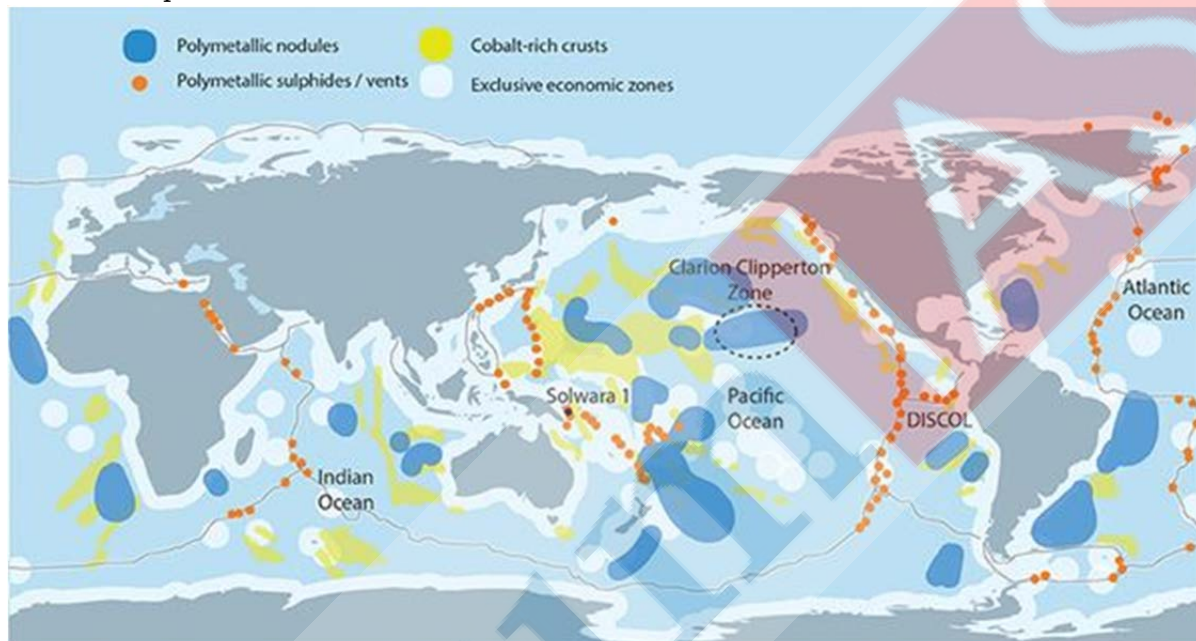 Polymetallic nodules
Cobalt-rich crusts
Polymetallic sulphides / vents
Exclusive economic zones
Clarion Clipperton
Zone
Atlantic
Ocean
Solwara 1
Pacific
Ocean
DISCOL
Indian
Ocean